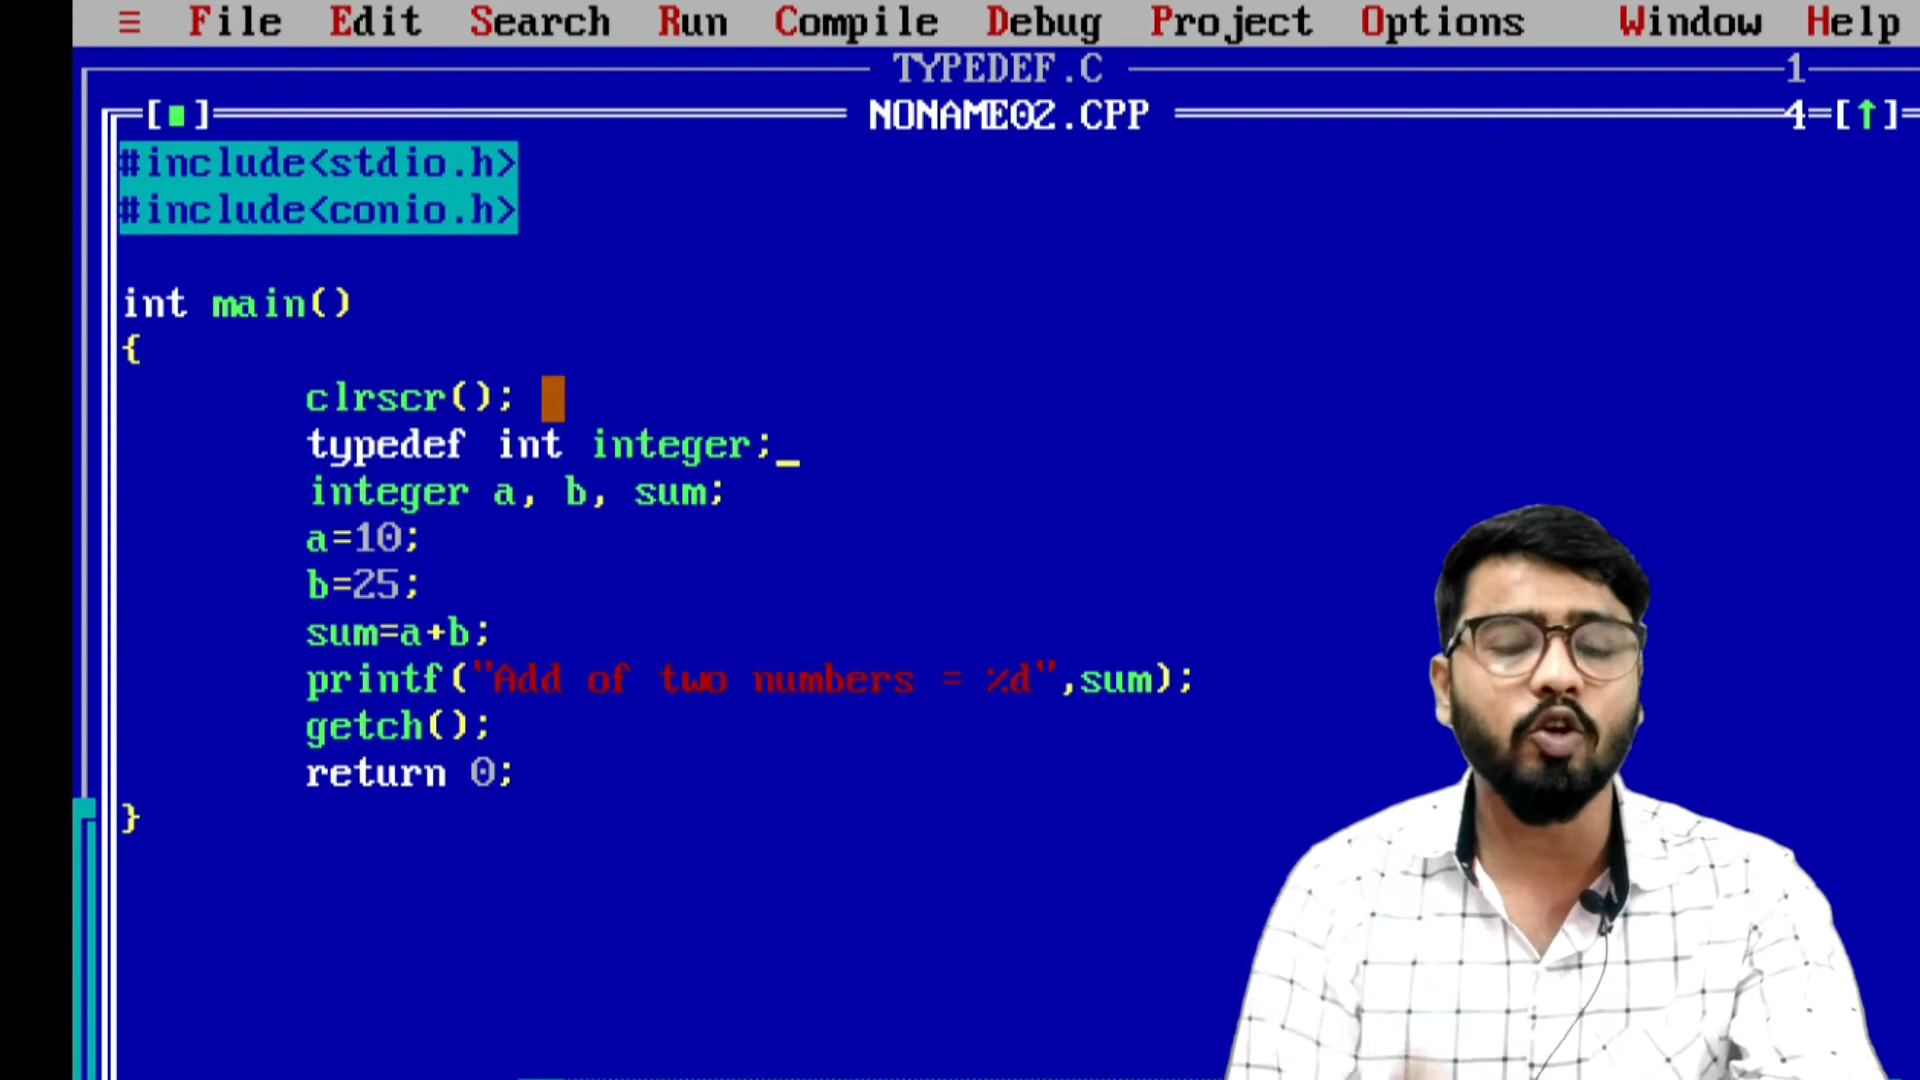 ≡ File Edit Search Run Compile Debug Project Options Window Help
TYPEDEF.C 1
[■] NONAME02.CPP 4=[↑]
#include<stdio.h>
#include<conio.h>
int main()
{
clrscr();
typedef int integer;_
integer a, b, sum;
a=10;
b=25;
sum=a+b;
printf("Add of two numbers = %d",sum);
getch();
return 0;
}